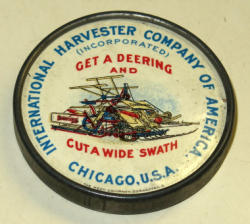 INTERNATIONAL HARVESTER COMPANY OF AMERICA
(INCORPORATED)
GET A DEERING
AND
CUT A WIDE SWATH
CHICAGO, U.S.A.